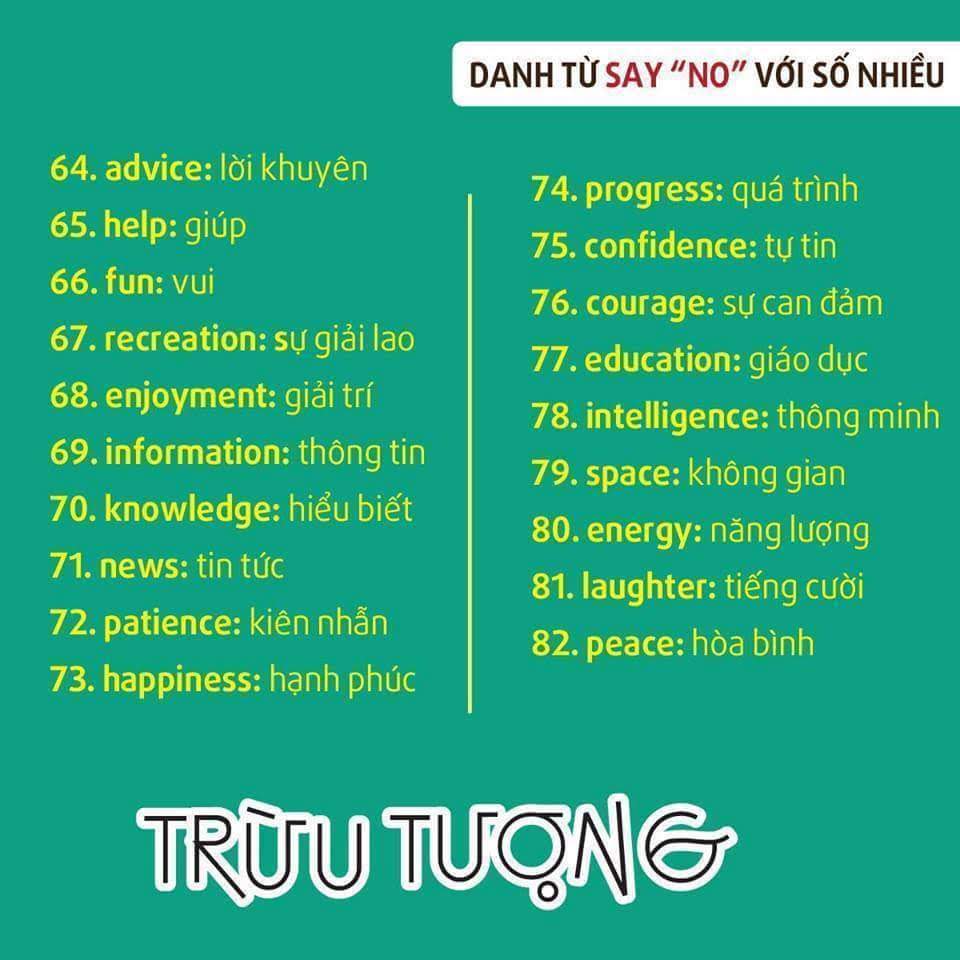 DANH TỪ SAY “NO” VỚI SỐ NHIỀU
64. advice: lời khuyên
65. help: giúp
66. fun: vui
67. recreation: sự giải lao
68. enjoyment: giải trí
69. information: thông tin
70. knowledge: hiểu biết
71. news: tin tức
72. patience: kiên nhẫn
73. happiness: hạnh phúc
74. progress: quá trình
75. confidence: tự tin
76. courage: sự can đảm
77. education: giáo dục
78. intelligence: thông minh
79. space: không gian
80. energy: năng lượng
81. laughter: tiếng cười
82. peace: hòa bình
TRỪU TƯỢNG